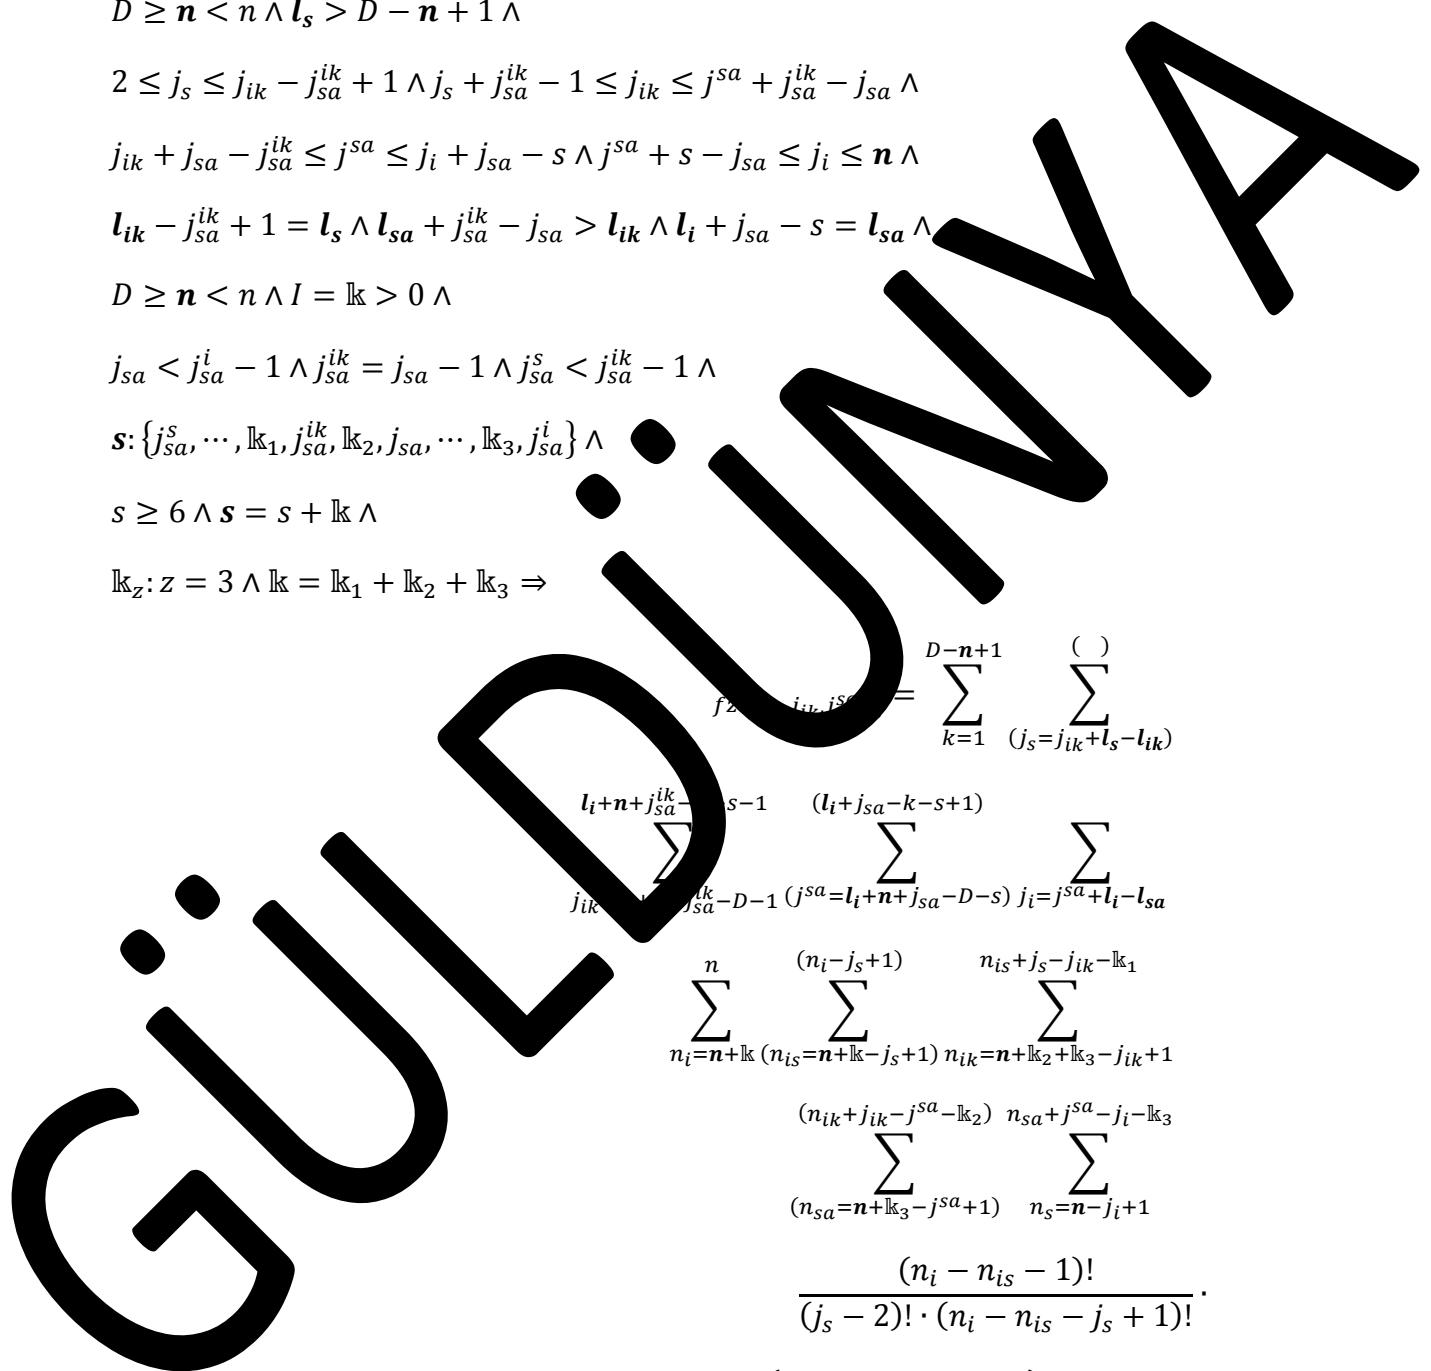 D ≥ 𝒏 < n ∧ 𝒍_𝒔 > D − 𝒏 + 1 ∧
2 ≤ j_s ≤ j_{ik} − j_{sa}^{ik} + 1 ∧ j_s + j_{sa}^{ik} − 1 ≤ j_{ik} ≤ j^{sa} + j_{sa}^{ik} − j_{sa} ∧
j_{ik} + j_{sa} − j_{sa}^{ik} ≤ j^{sa} ≤ j_i + j_{sa} − s ∧ j^{sa} + s − j_{sa} ≤ j_i ≤ 𝒏 ∧
𝒍_{𝒊𝒌} − j_{sa}^{ik} + 1 = 𝒍_𝒔 ∧ 𝒍_{𝒔𝒂} + j_{sa}^{ik} − j_{sa} > 𝒍_{𝒊𝒌} ∧ 𝒍_𝒊 + j_{sa} − s = 𝒍_{𝒔𝒂} ∧
D ≥ 𝒏 < n ∧ I = 𝕜 > 0 ∧
j_{sa} < j_{sa}^i − 1 ∧ j_{sa}^{ik} = j_{sa} − 1 ∧ j_{sa}^s < j_{sa}^{ik} − 1 ∧
𝒔: {j_{sa}^s, ⋯, 𝕜_1, j_{sa}^{ik}, 𝕜_2, j_{sa}, ⋯, 𝕜_3, j_{sa}^i} ∧
s ≥ 6 ∧ 𝒔 = s + 𝕜 ∧
𝕜_z: z = 3 ∧ 𝕜 = 𝕜_1 + 𝕜_2 + 𝕜_3 ⇒
= ∑_{k=1}^{D−𝒏+1} ∑_{(j_s=j_{ik}+𝒍_𝒔−𝒍_{𝒊𝒌})}^{( )}
∑ ∑_{(j^{sa}=𝒍_𝒊+𝒏+j_{sa}−D−s)}^{(𝒍_𝒊+j_{sa}−k−s+1)} ∑_{j_i=j^{sa}+𝒍_𝒊−𝒍_{𝒔𝒂}}
∑_{n_i=𝒏+𝕜}^{n} ∑_{(n_{is}=𝒏+𝕜−j_s+1)}^{(n_i−j_s+1)} ∑_{n_{ik}=𝒏+𝕜_2+𝕜_3−j_{ik}+1}^{n_{is}+j_s−j_{ik}−𝕜_1}
∑_{(n_{sa}=𝒏+𝕜_3−j^{sa}+1)}^{(n_{ik}+j_{ik}−j^{sa}−𝕜_2)} ∑_{n_s=𝒏−j_i+1}^{n_{sa}+j^{sa}−j_i−𝕜_3}
(n_i − n_{is} − 1)!
(j_s − 2)! · (n_i − n_{is} − j_s + 1)! ·
GÜLDÜNYA